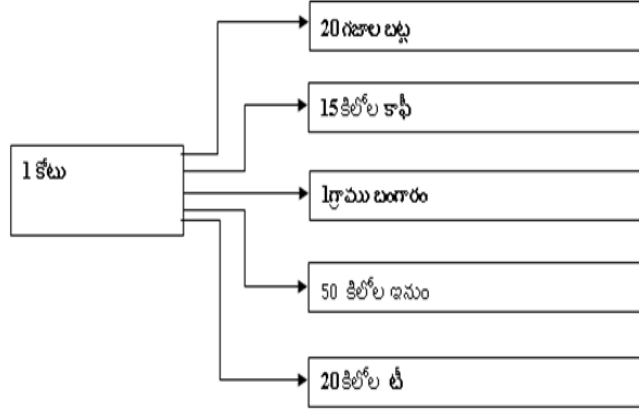 20 గజాల బట్ట
15 కిలోల కాఫీ
1 కోటు
1గ్రాము బంగారం
50 కిలోల ఇనుం
20 కిలోల టీ